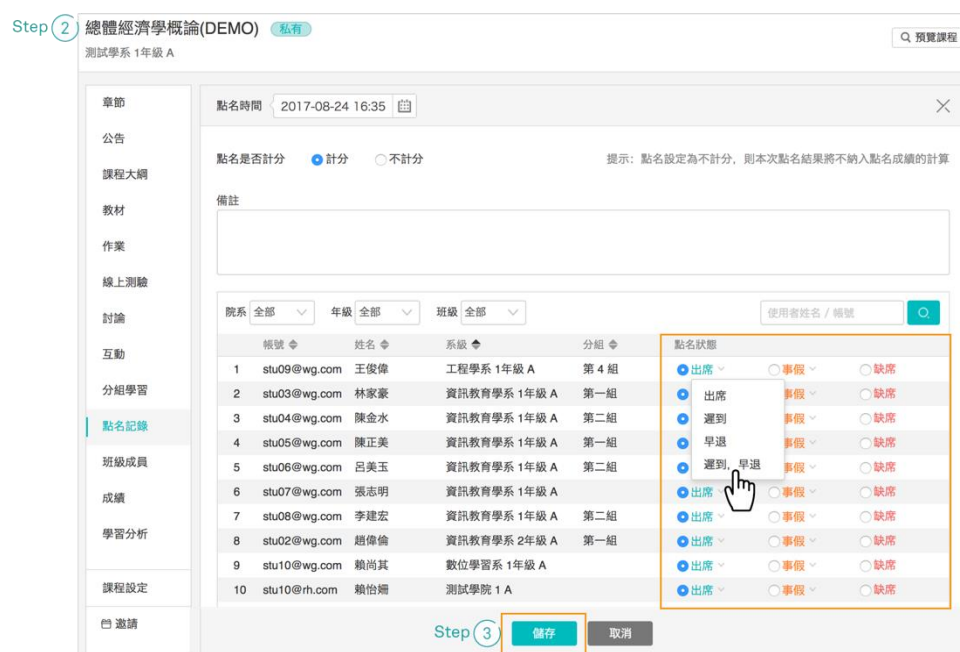 Step 2
總體經濟學概論(DEMO) 私有
測試學系 1年級 A
預覽課程
章節
公告
課程大綱
教材
作業
線上測驗
討論
互動
分組學習
點名記錄
班級成員
成績
學習分析
課程設定
邀請
點名時間 2017-08-24 16:35
點名是否計分 計分 不計分 提示：點名設定為不計分，則本次點名結果將不納入點名成績的計算
備註
院系 全部 年級 全部 班級 全部 使用者姓名 / 帳號
帳號 姓名 系級 分組 點名狀態
1 stu09@wg.com 王俊偉 工程學系 1年級 A 第 4 組 出席 事假 缺席
2 stu03@wg.com 林家豪 資訊教育學系 1年級 A 第一組 事假 缺席
3 stu04@wg.com 陳金水 資訊教育學系 1年級 A 第二組 事假 缺席
4 stu05@wg.com 陳正美 資訊教育學系 1年級 A 第一組 事假 缺席
5 stu06@wg.com 呂美玉 資訊教育學系 1年級 A 第二組 事假 缺席
6 stu07@wg.com 張志明 資訊教育學系 1年級 A 出席 事假 缺席
7 stu08@wg.com 李建宏 資訊教育學系 1年級 A 第二組 出席 事假 缺席
8 stu02@wg.com 趙偉倫 資訊教育學系 2年級 A 第一組 出席 事假 缺席
9 stu10@wg.com 賴尚其 數位學習系 1年級 A 出席 事假 缺席
10 stu10@rh.com 賴怡姍 測試學院 1 A 出席 事假 缺席
出席
遲到
早退
遲到, 早退
Step 3 儲存 取消